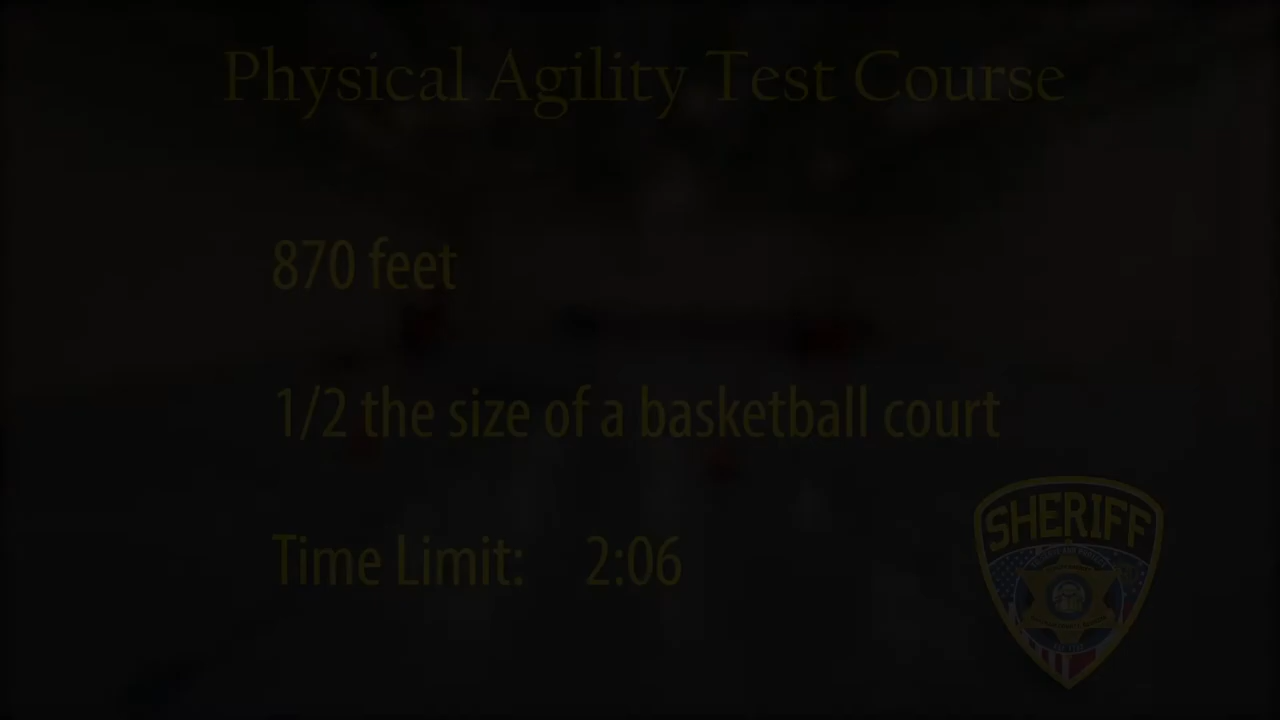 Physical Agility Test Course
870 feet
1/2 the size of a basketball court
Time Limit: 2:06
SHERIFF